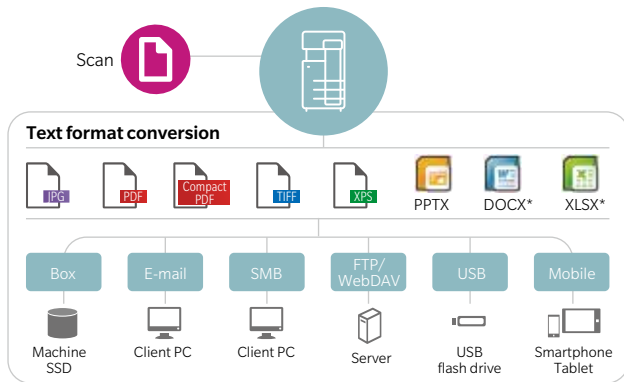 Scan
Text format conversion
JPG
PDF
Compact
PDF
TIFF
XPS
PPTX
DOCX*
XLSX*
Box
E-mail
SMB
FTP/
WebDAV
USB
Mobile
Machine
SSD
Client PC
Client PC
Server
USB
flash drive
Smartphone
Tablet